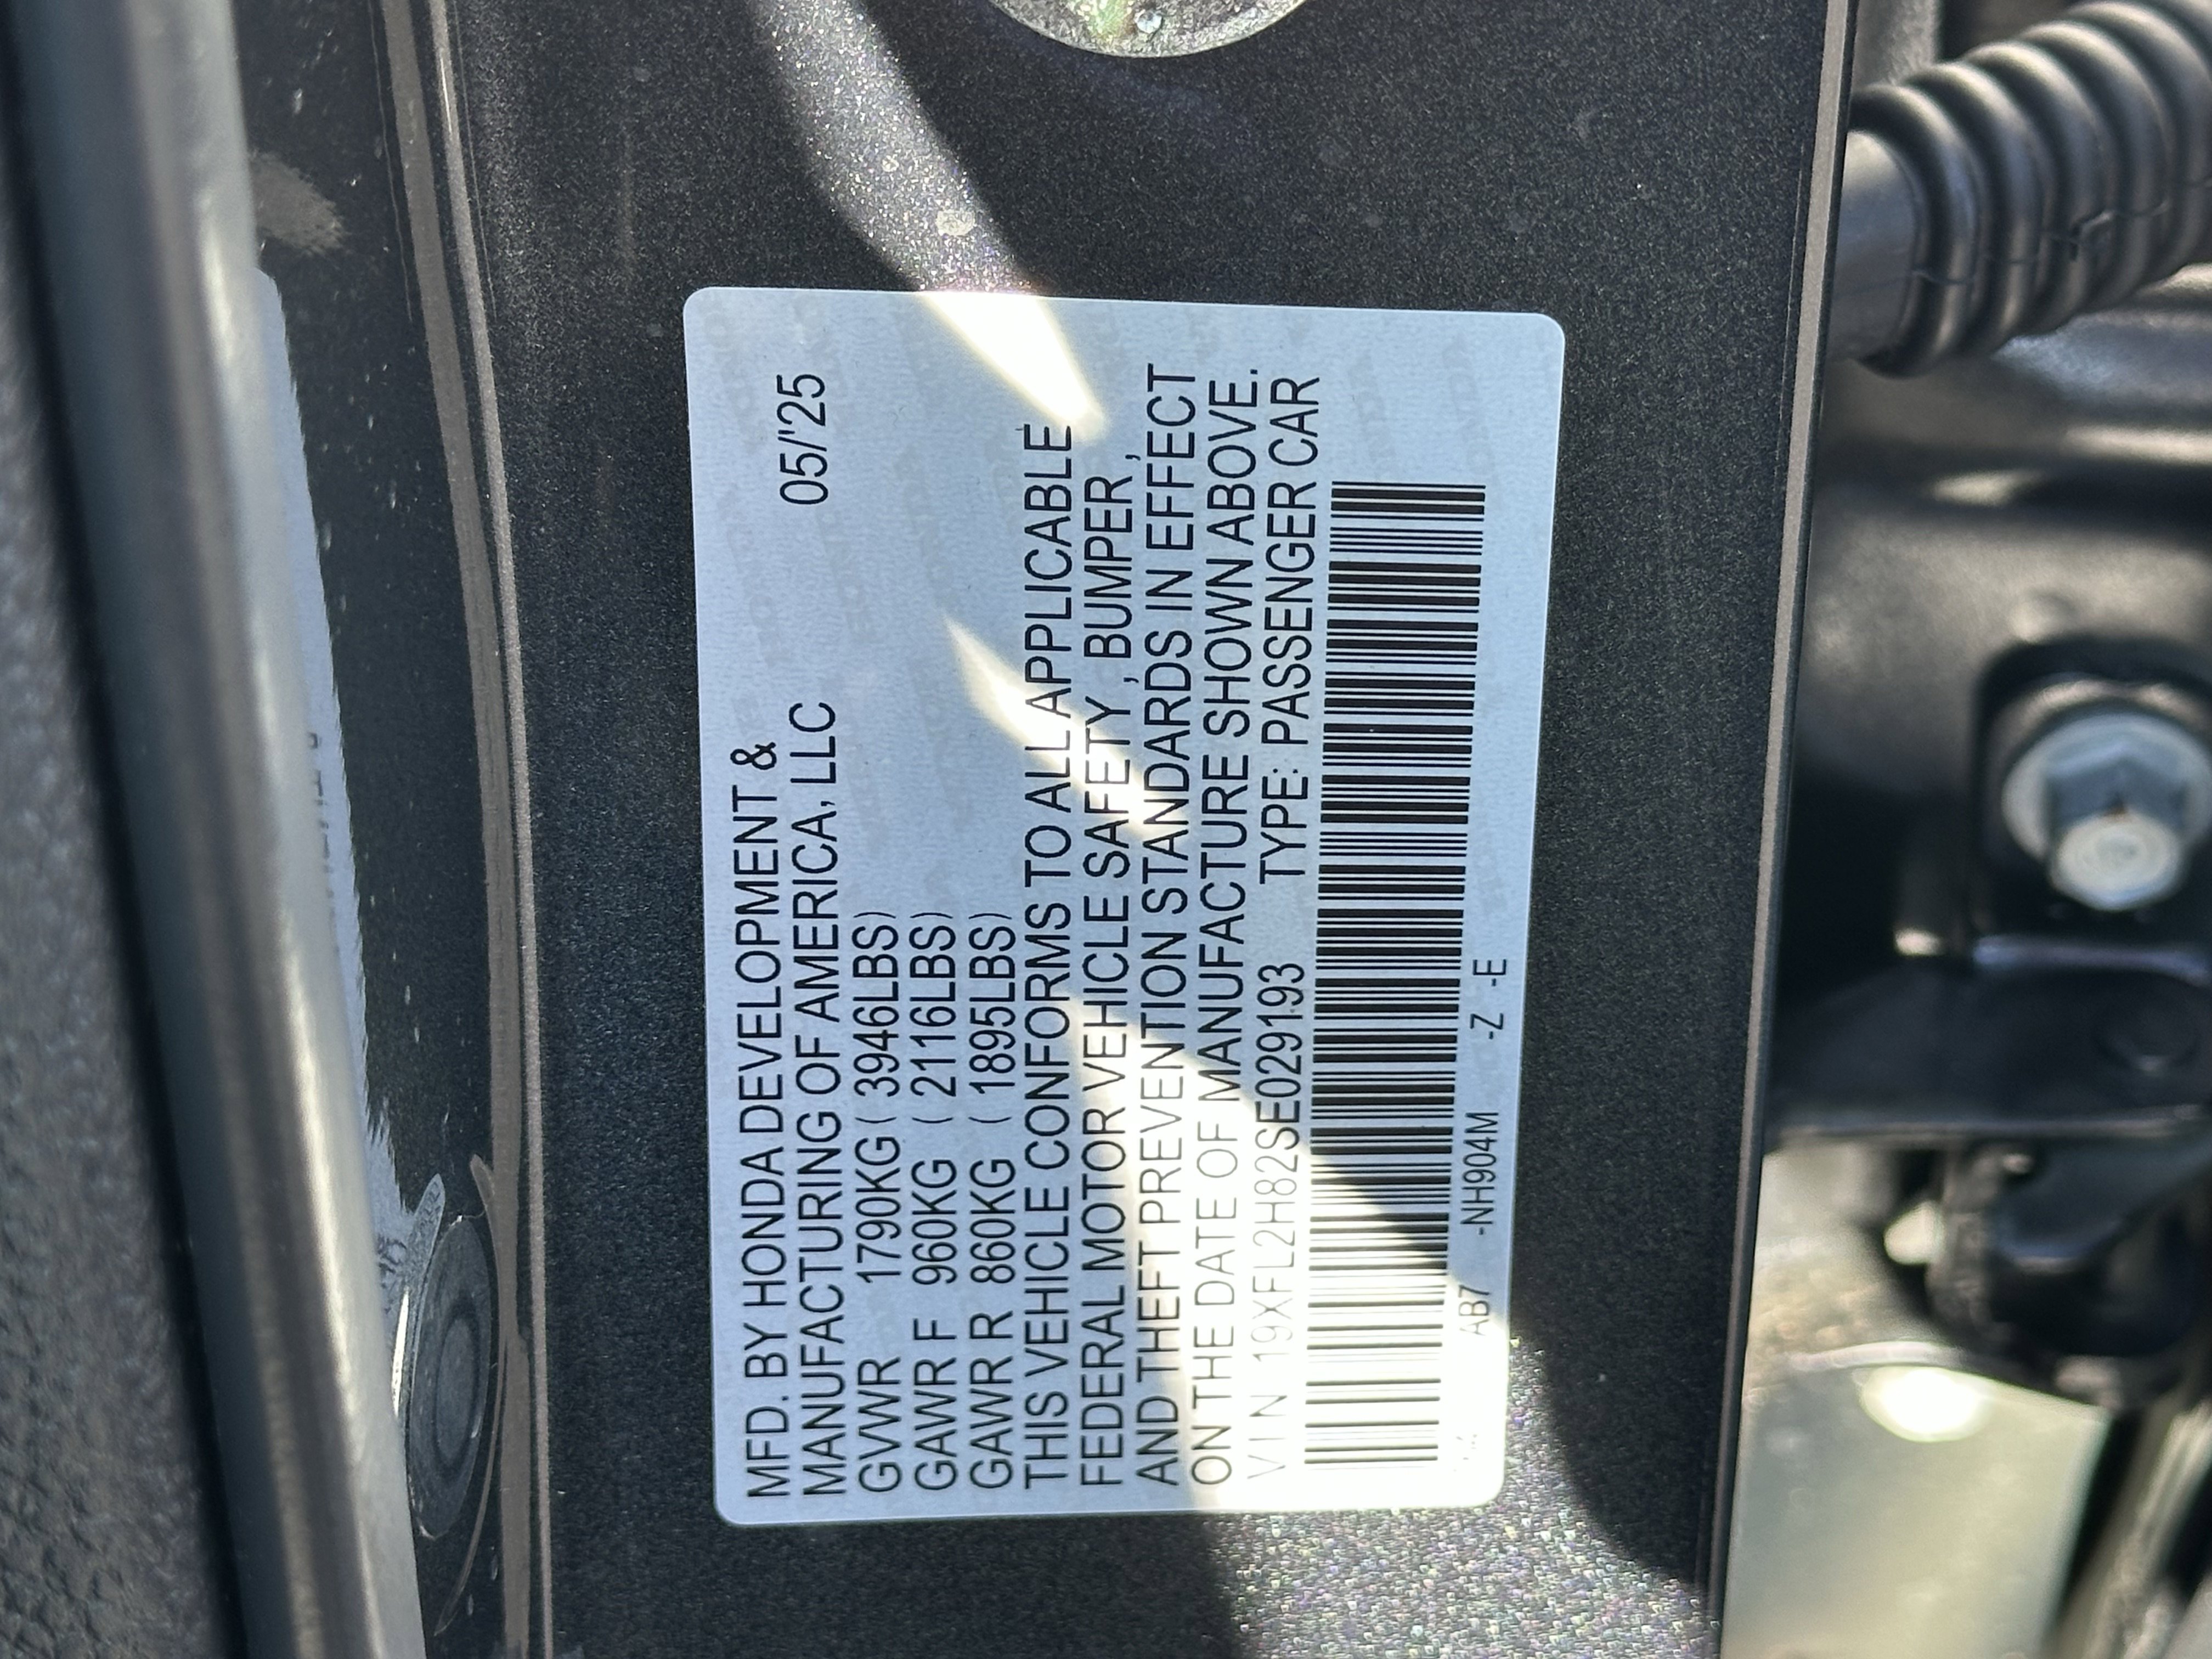 MFD. BY HONDA DEVELOPMENT &
MANUFACTURING OF AMERICA, LLC 05/'25
GVWR 1790KG ( 3946LBS)
GAWR F 960KG ( 2116LBS)
GAWR R 860KG ( 1895LBS)
THIS VEHICLE CONFORMS TO ALL APPLICABLE
FEDERAL MOTOR VEHICLE SAFETY , BUMPER ,
AND THEFT PREVENTION STANDARDS IN EFFECT
ON THE DATE OF MANUFACTURE SHOWN ABOVE.
VIN 19XFL2H82SE029193 TYPE: PASSENGER CAR
AB7 -NH904M -Z -E